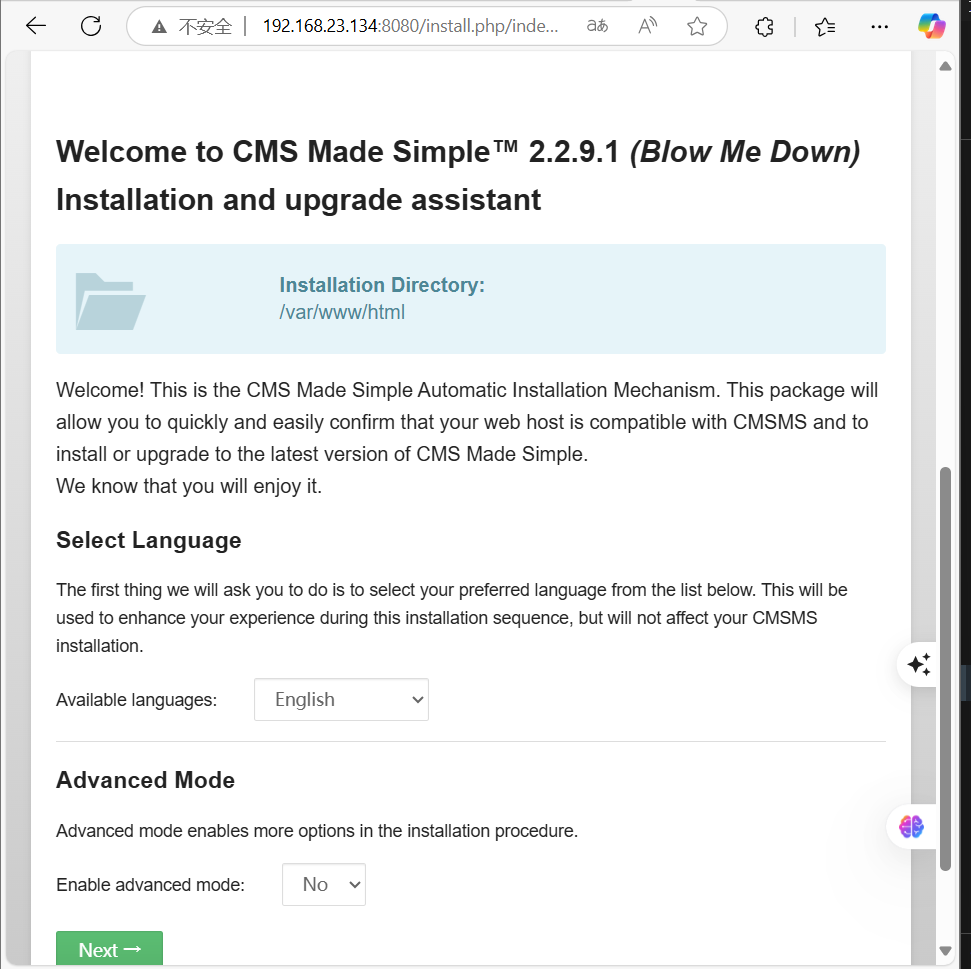 不安全
192.168.23.134:8080/install.php/inde...
Welcome to CMS Made Simple™ 2.2.9.1 (Blow Me Down)
Installation and upgrade assistant
Installation Directory:
/var/www/html
Welcome! This is the CMS Made Simple Automatic Installation Mechanism. This package will
allow you to quickly and easily confirm that your web host is compatible with CMSMS and to
install or upgrade to the latest version of CMS Made Simple.
We know that you will enjoy it.
Select Language
The first thing we will ask you to do is to select your preferred language from the list below. This will be
used to enhance your experience during this installation sequence, but will not affect your CMSMS
installation.
Available languages: English
Advanced Mode
Advanced mode enables more options in the installation procedure.
Enable advanced mode: No
Next →